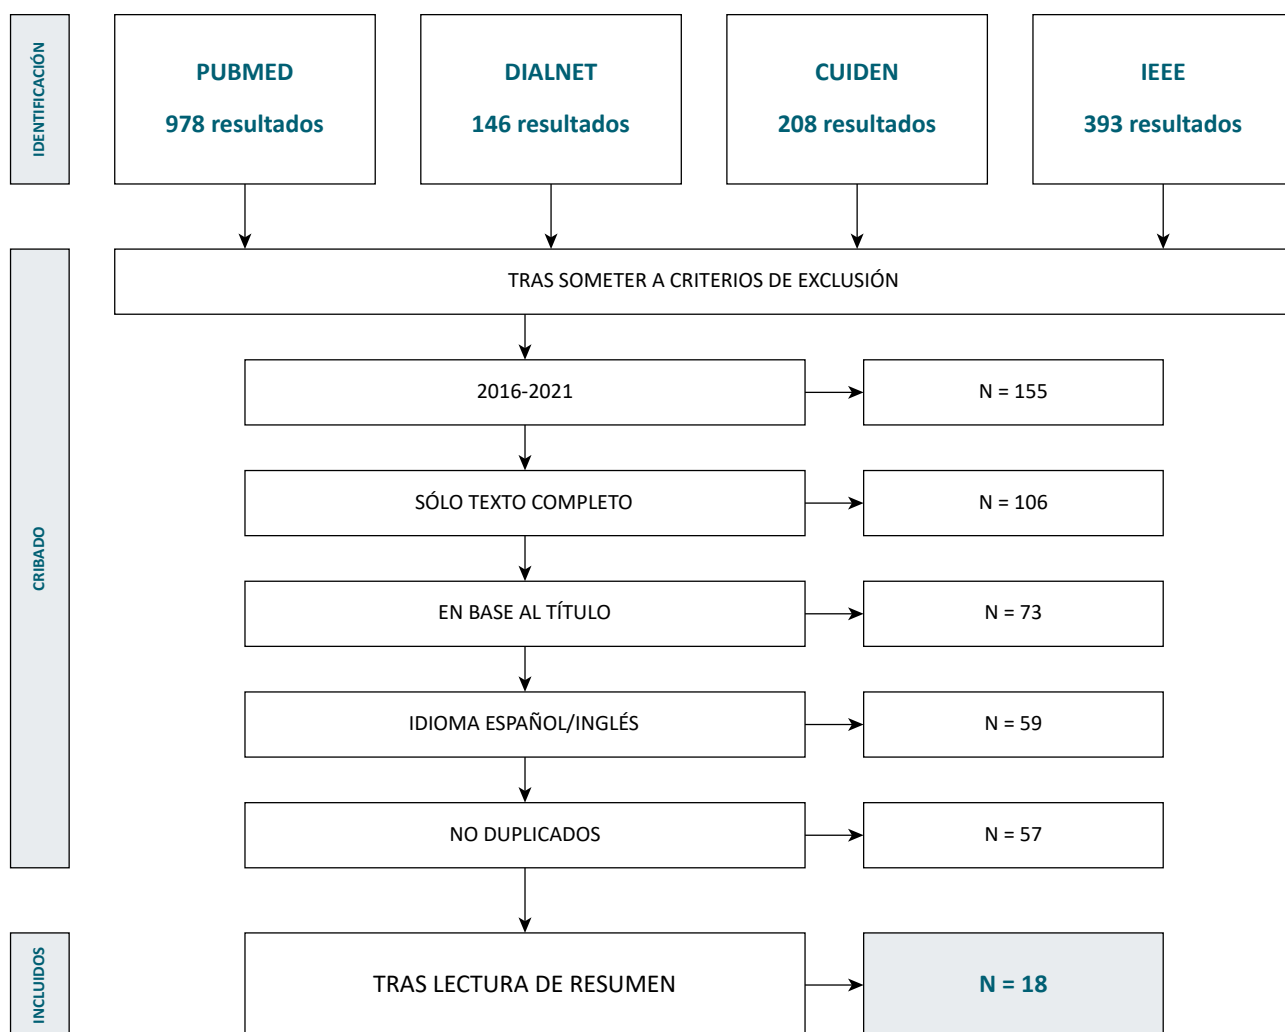 IDENTIFICACIÓN
PUBMED
978 resultados
DIALNET
146 resultados
CUIDEN
208 resultados
IEEE
393 resultados
CRIBADO
TRAS SOMETER A CRITERIOS DE EXCLUSIÓN
2016-2021
N = 155
SÓLO TEXTO COMPLETO
N = 106
EN BASE AL TÍTULO
N = 73
IDIOMA ESPAÑOL/INGLÉS
N = 59
NO DUPLICADOS
N = 57
INCLUIDOS
TRAS LECTURA DE RESUMEN
N = 18